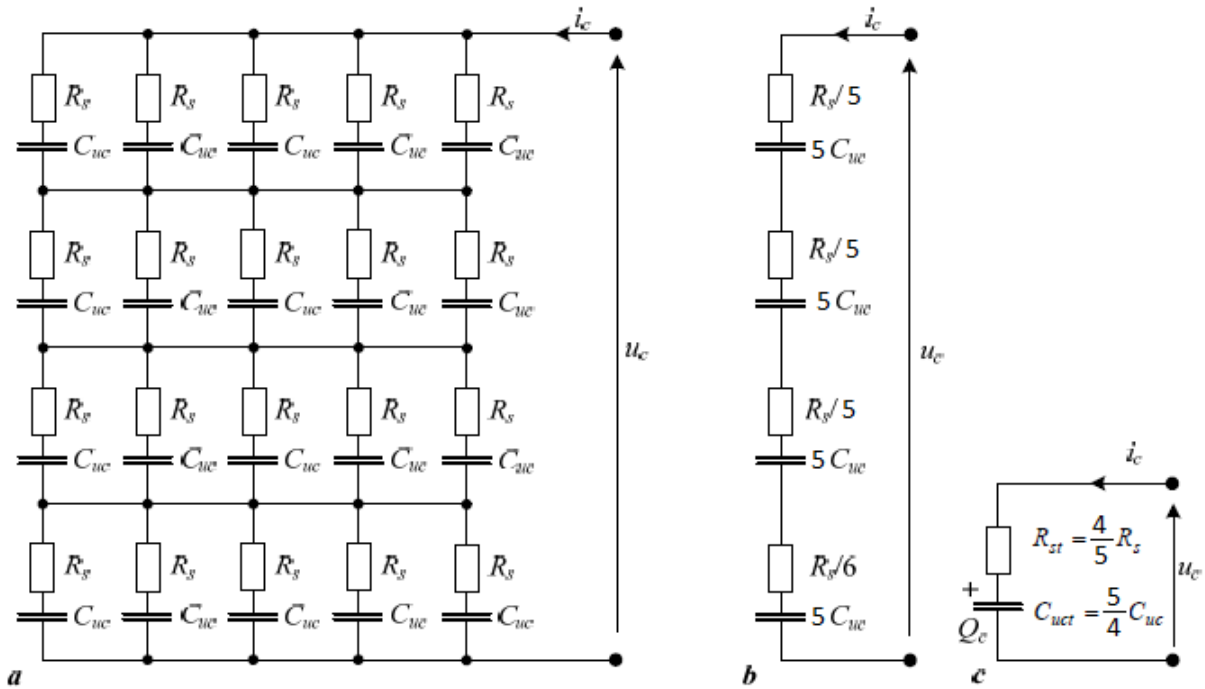 i_c
R_s R_s R_s R_s R_s
C_uc C_uc C_uc C_uc C_uc
R_s R_s R_s R_s R_s
C_uc C_uc C_uc C_uc C_uc
u_c
R_s R_s R_s R_s R_s
C_uc C_uc C_uc C_uc C_uc
R_s R_s R_s R_s R_s
C_uc C_uc C_uc C_uc C_uc
a
i_c
R_s/5
5 C_uc
R_s/5
5 C_uc
u_c
R_s/5
5 C_uc
R_s/6
5 C_uc
b
i_c
R_st = 4/5 R_s
u_c
+
Q_c
C_uct = 5/4 C_uc
c